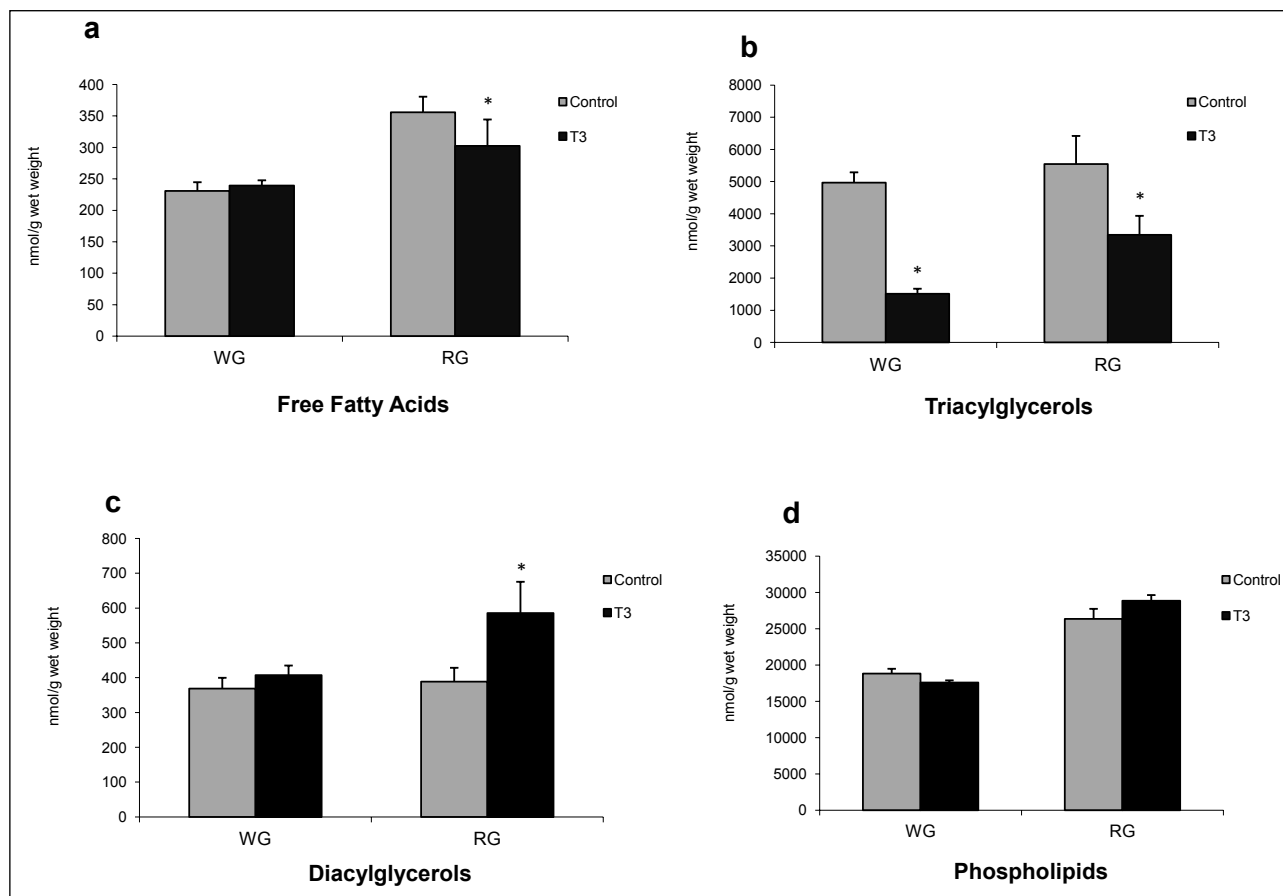 a
400
350
300
250
200
150
100
50
0
nmol/g wet weight
*
Control
T3
WG RG
Free Fatty Acids
b
8000
7000
6000
5000
4000
3000
2000
1000
0
nmol/g wet weight
*
*
Control
T3
WG RG
Triacylglycerols
c
800
700
600
500
400
300
200
100
0
nmol/g wet weight
*
Control
T3
WG RG
Diacylglycerols
d
35000
30000
25000
20000
15000
10000
5000
0
nmol/g wet weight
Control
T3
WG RG
Phospholipids